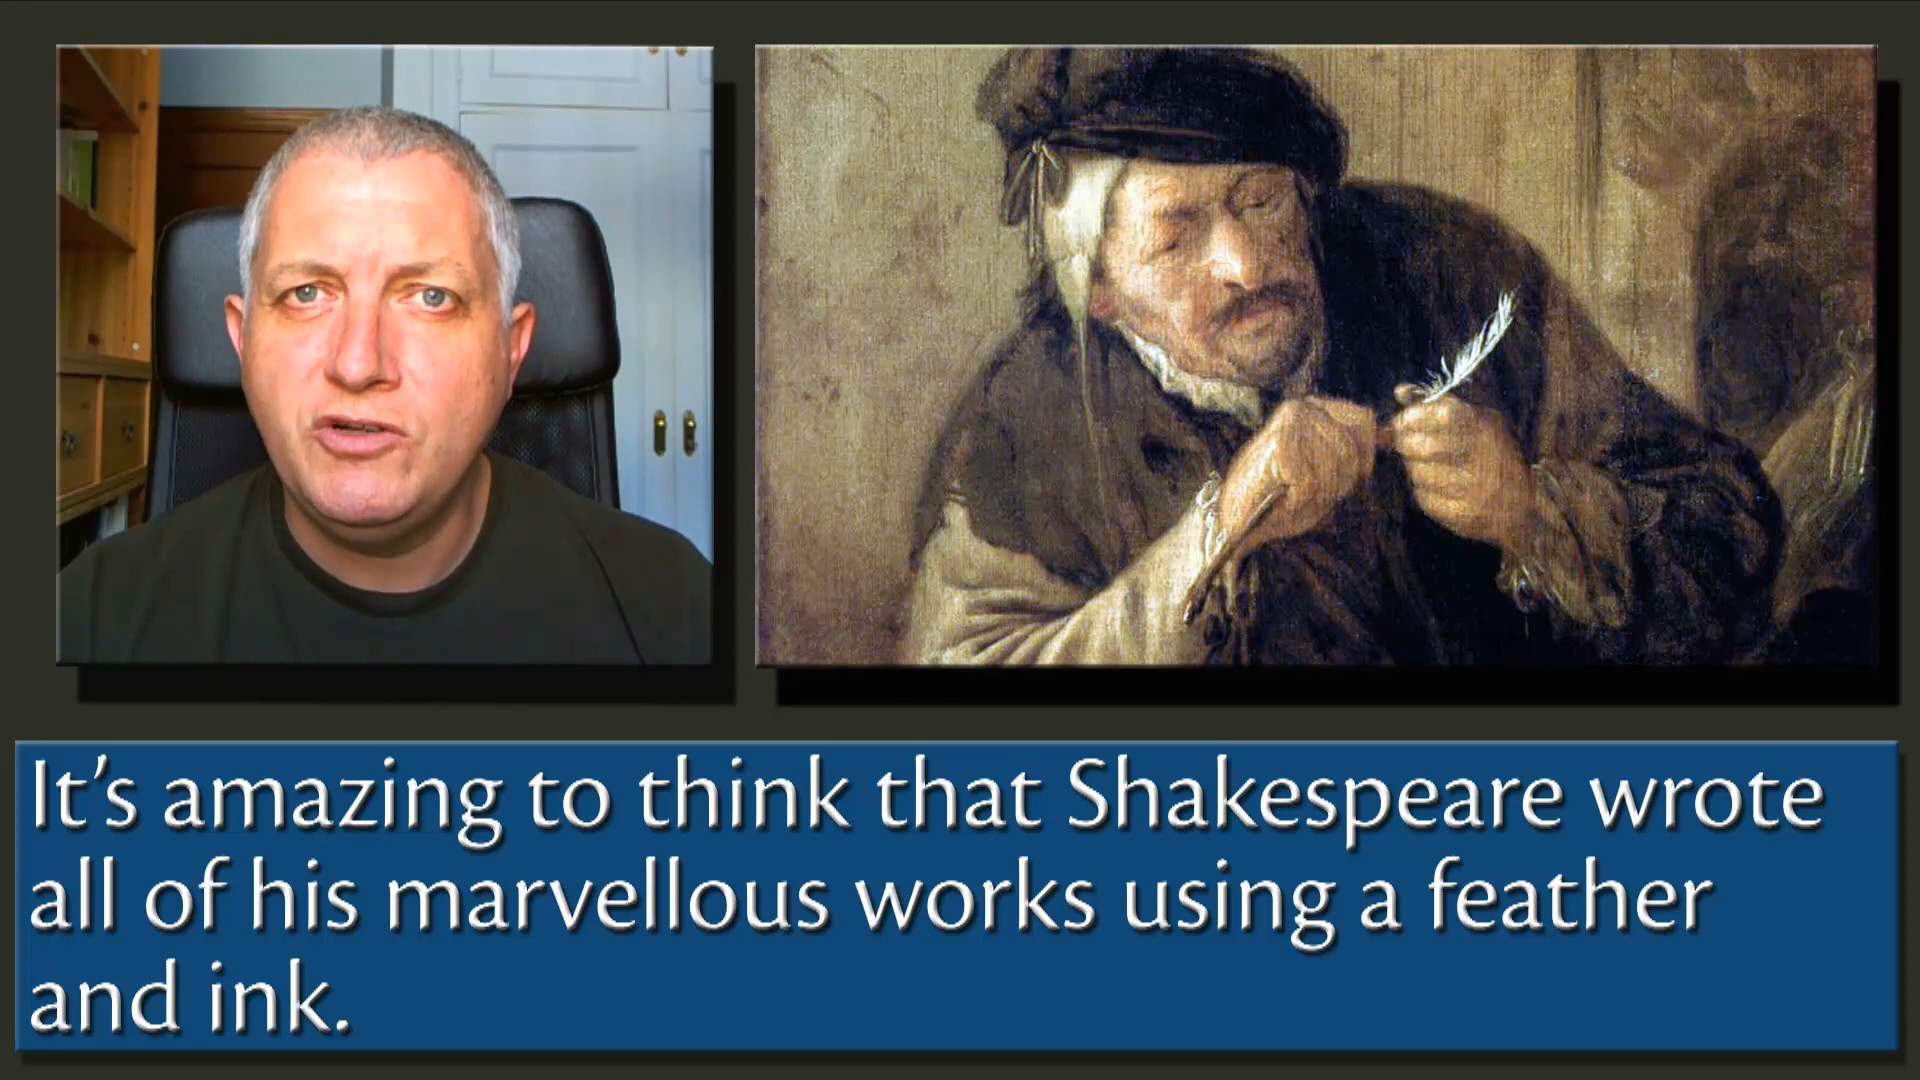 It’s amazing to think that Shakespeare wrote
all of his marvellous works using a feather
and ink.